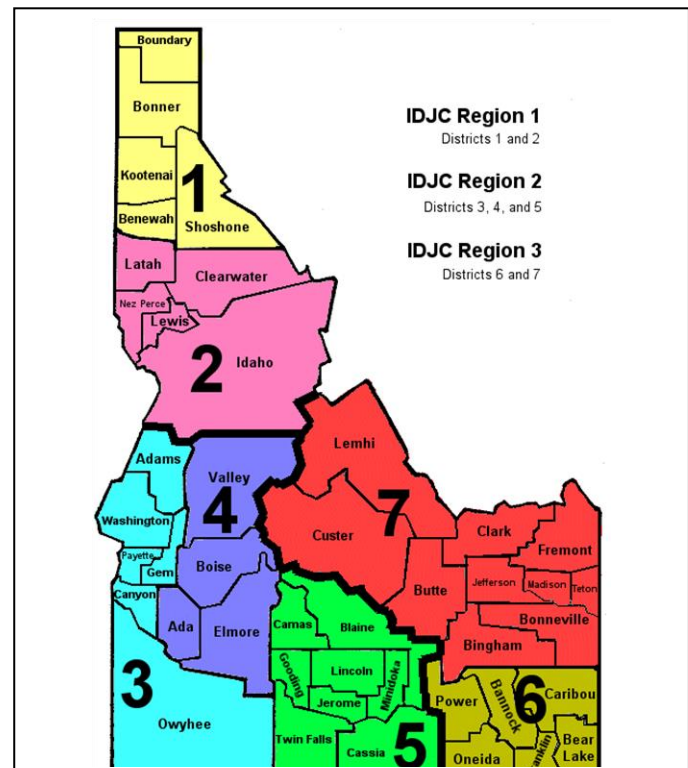 Boundary
Bonner
IDJC Region 1
Districts 1 and 2
Kootenai
1
IDJC Region 2
Districts 3, 4, and 5
Benewah
Shoshone
IDJC Region 3
Districts 6 and 7
Latah
Clearwater
Nez Perce
Lewis
2
Idaho
Lemhi
Adams
Valley
4
7
Washington
Custer
Clark
Fremont
Payette
Gem
Boise
Jefferson
Madison
Teton
Canyon
Butte
Bonneville
Ada
Elmore
Camas
Blaine
Bingham
3
Gooding
Lincoln
Minidoka
Jerome
Power
Bannock
6
Caribou
Owyhee
Twin Falls
Cassia
5
Oneida
anklin
Bear
Lake